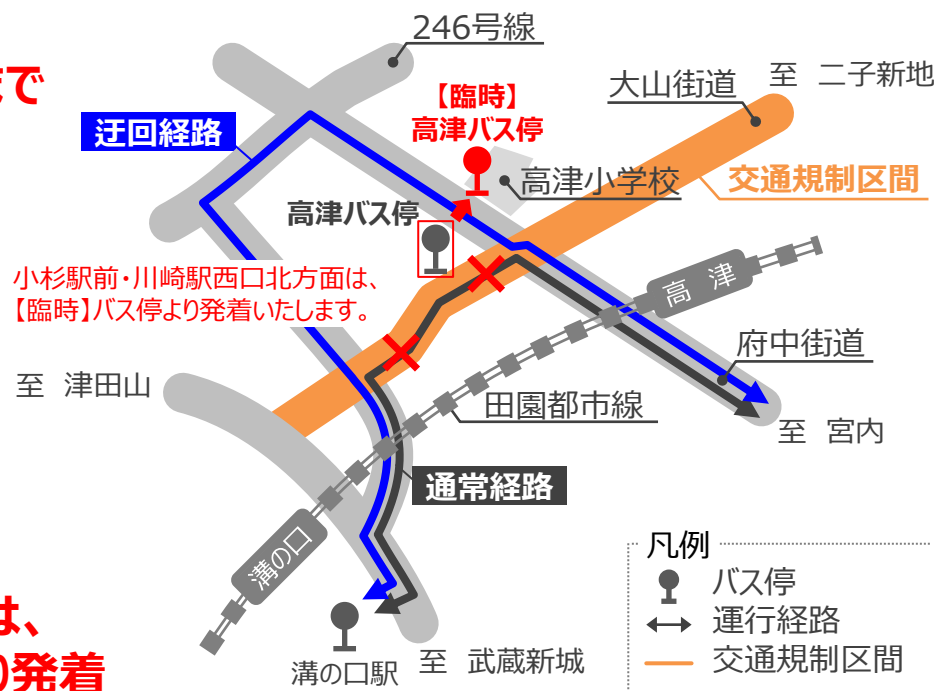 246号線
まで
大山街道
至 二子新地
【臨時】
高津バス停
迂回経路
高津小学校
交通規制区間
高津バス停
小杉駅前・川崎駅西口北方面は、
【臨時】バス停より発着いたします。
高 津
府中街道
至 津田山
田園都市線
至 宮内
通常経路
溝の口
凡例
バス停
運行経路
交通規制区間
は、
り発着
溝の口駅
至 武蔵新城